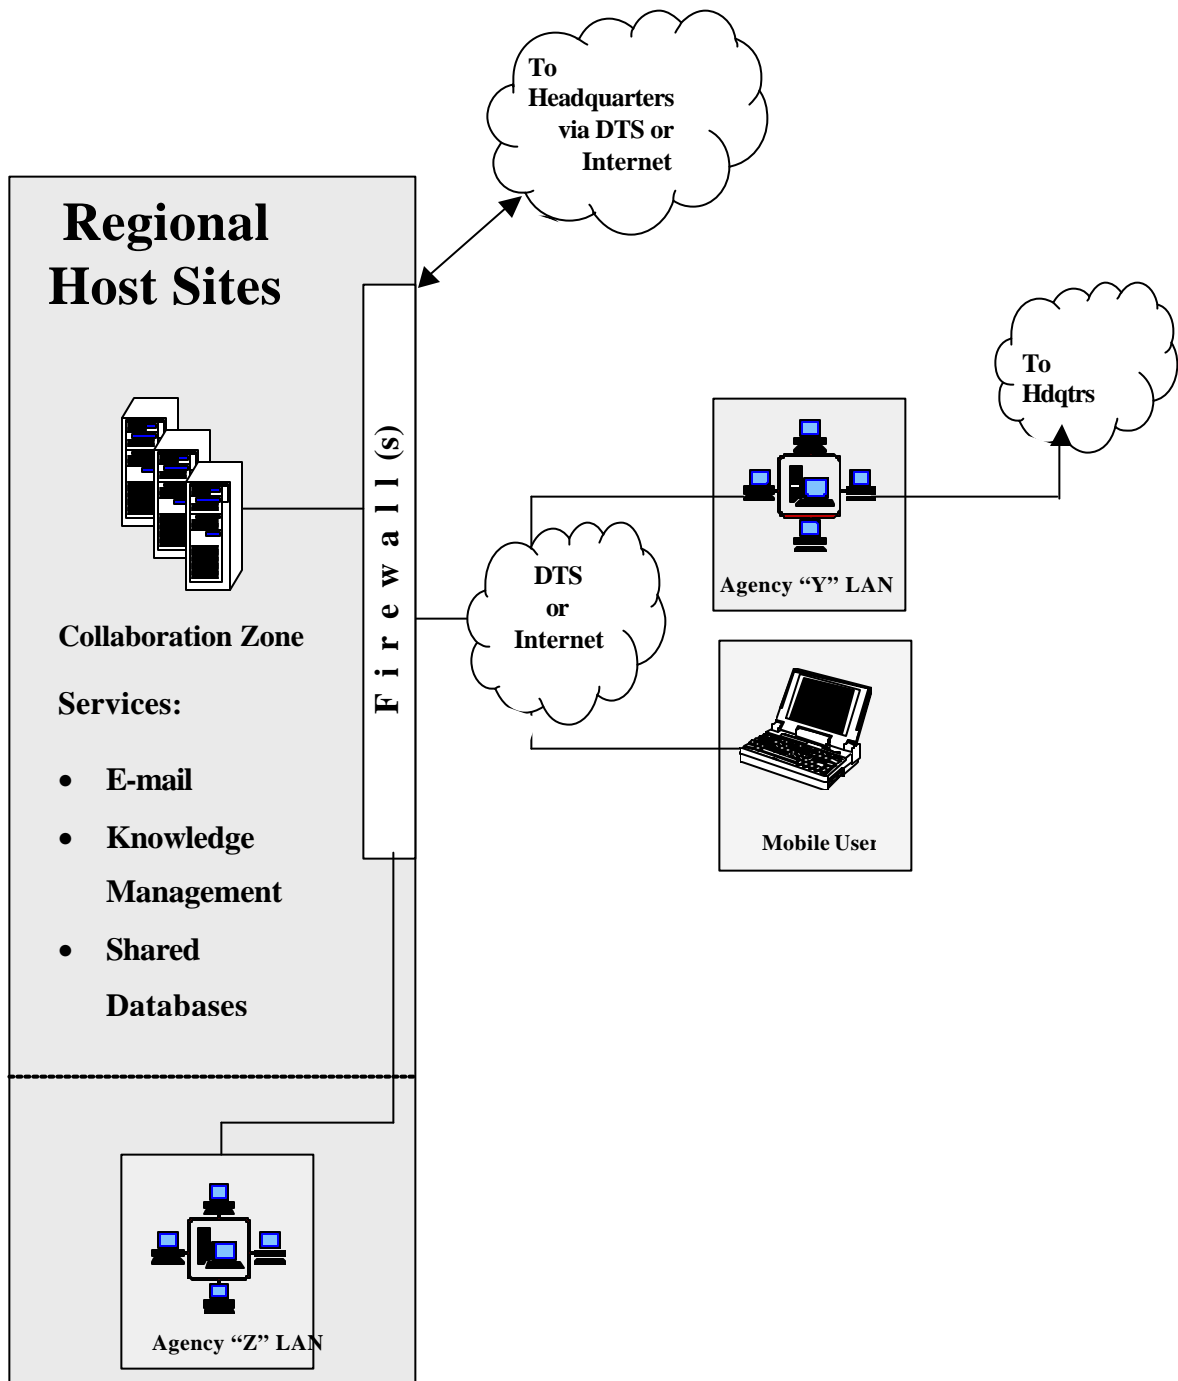 To
Headquarters
via DTS or
Internet
Regional
Host Sites
Firewall(s)
To
Hdqtrs
DTS
or
Internet
Agency “Y” LAN
Collaboration Zone
Services:
• E-mail
• Knowledge
Management
• Shared
Databases
Mobile User
Agency “Z” LAN